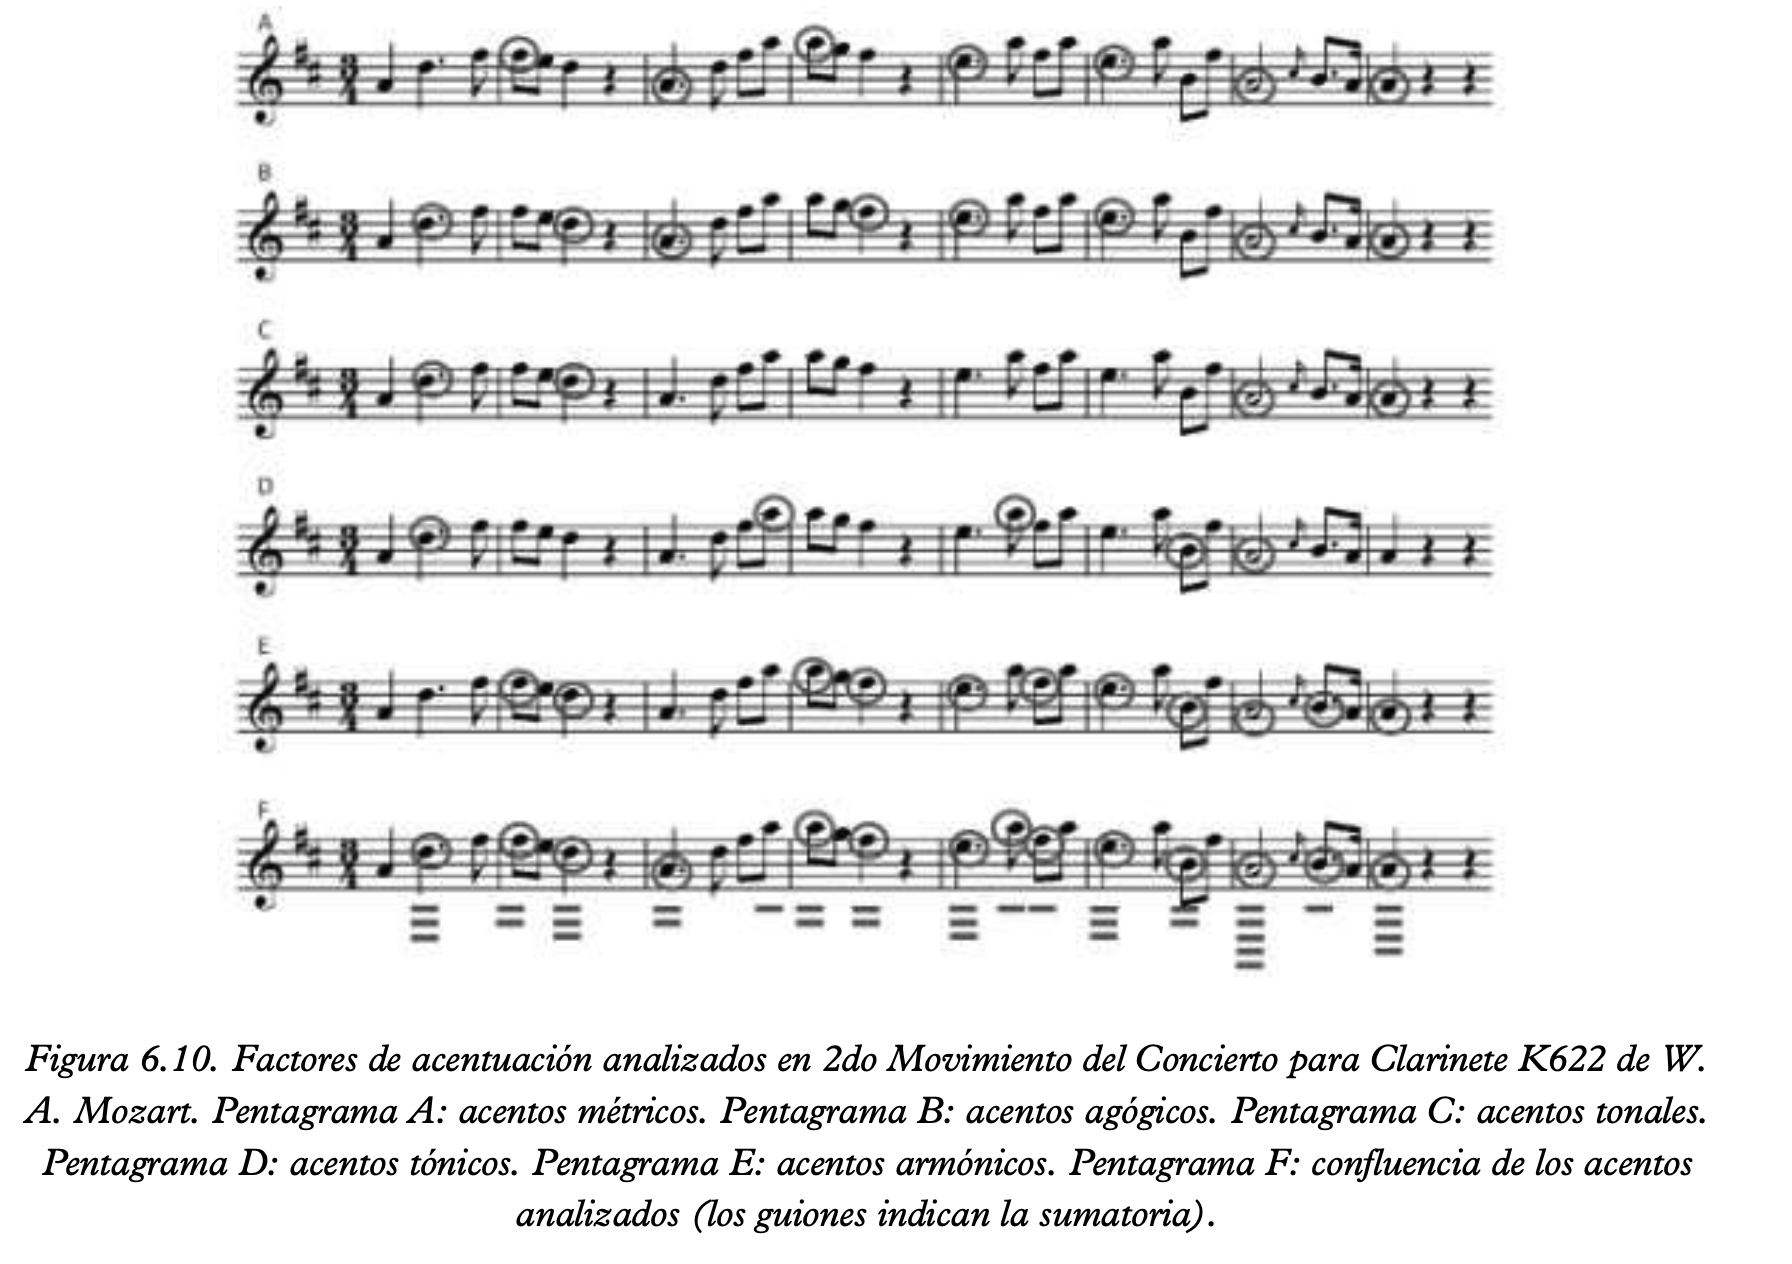 A
B
C
D
E
F
Figura 6.10. Factores de acentuación analizados en 2do Movimiento del Concierto para Clarinete K622 de W.
A. Mozart. Pentagrama A: acentos métricos. Pentagrama B: acentos agógicos. Pentagrama C: acentos tonales.
Pentagrama D: acentos tónicos. Pentagrama E: acentos armónicos. Pentagrama F: confluencia de los acentos
analizados (los guiones indican la sumatoria).